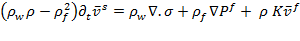 (ρ_w ρ − ρ_f^2) ∂_t v̄^s = ρ_w ∇. σ + ρ_f ∇P^f + ρ K v̄^f